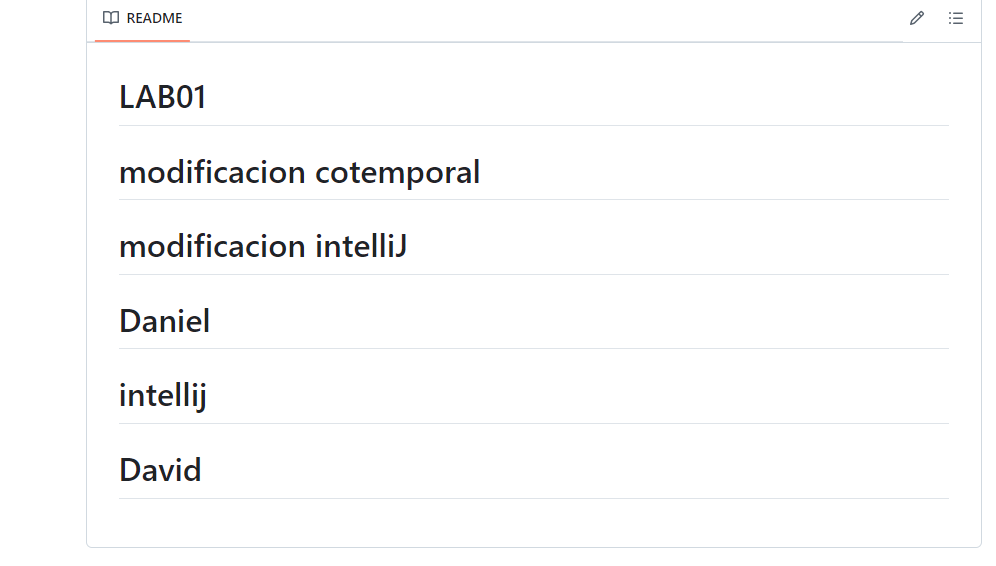 README
LAB01
modificacion cotemporal
modificacion intelliJ
Daniel
intellij
David